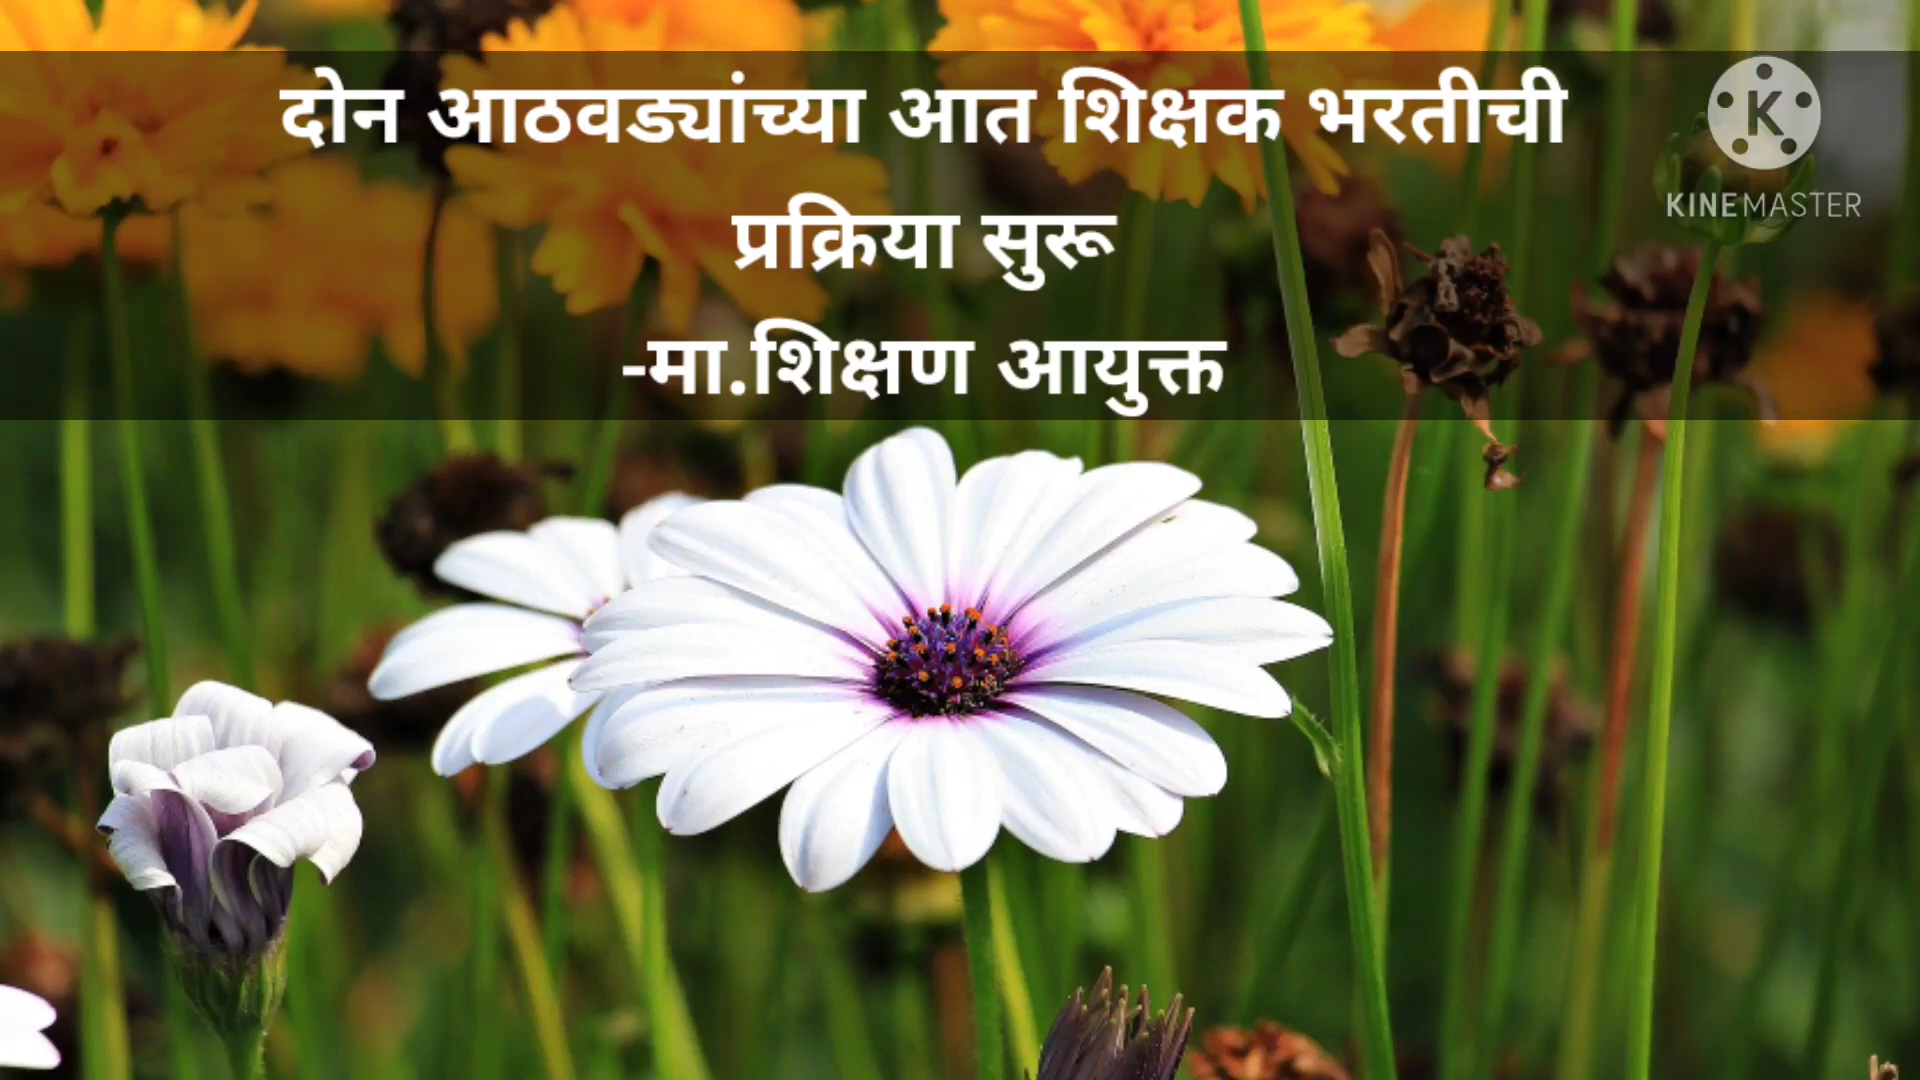 दोन आठवड्यांच्या आत शिक्षक भरतीची
प्रक्रिया सुरू
-मा.शिक्षण आयुक्त
K
KINEMASTER